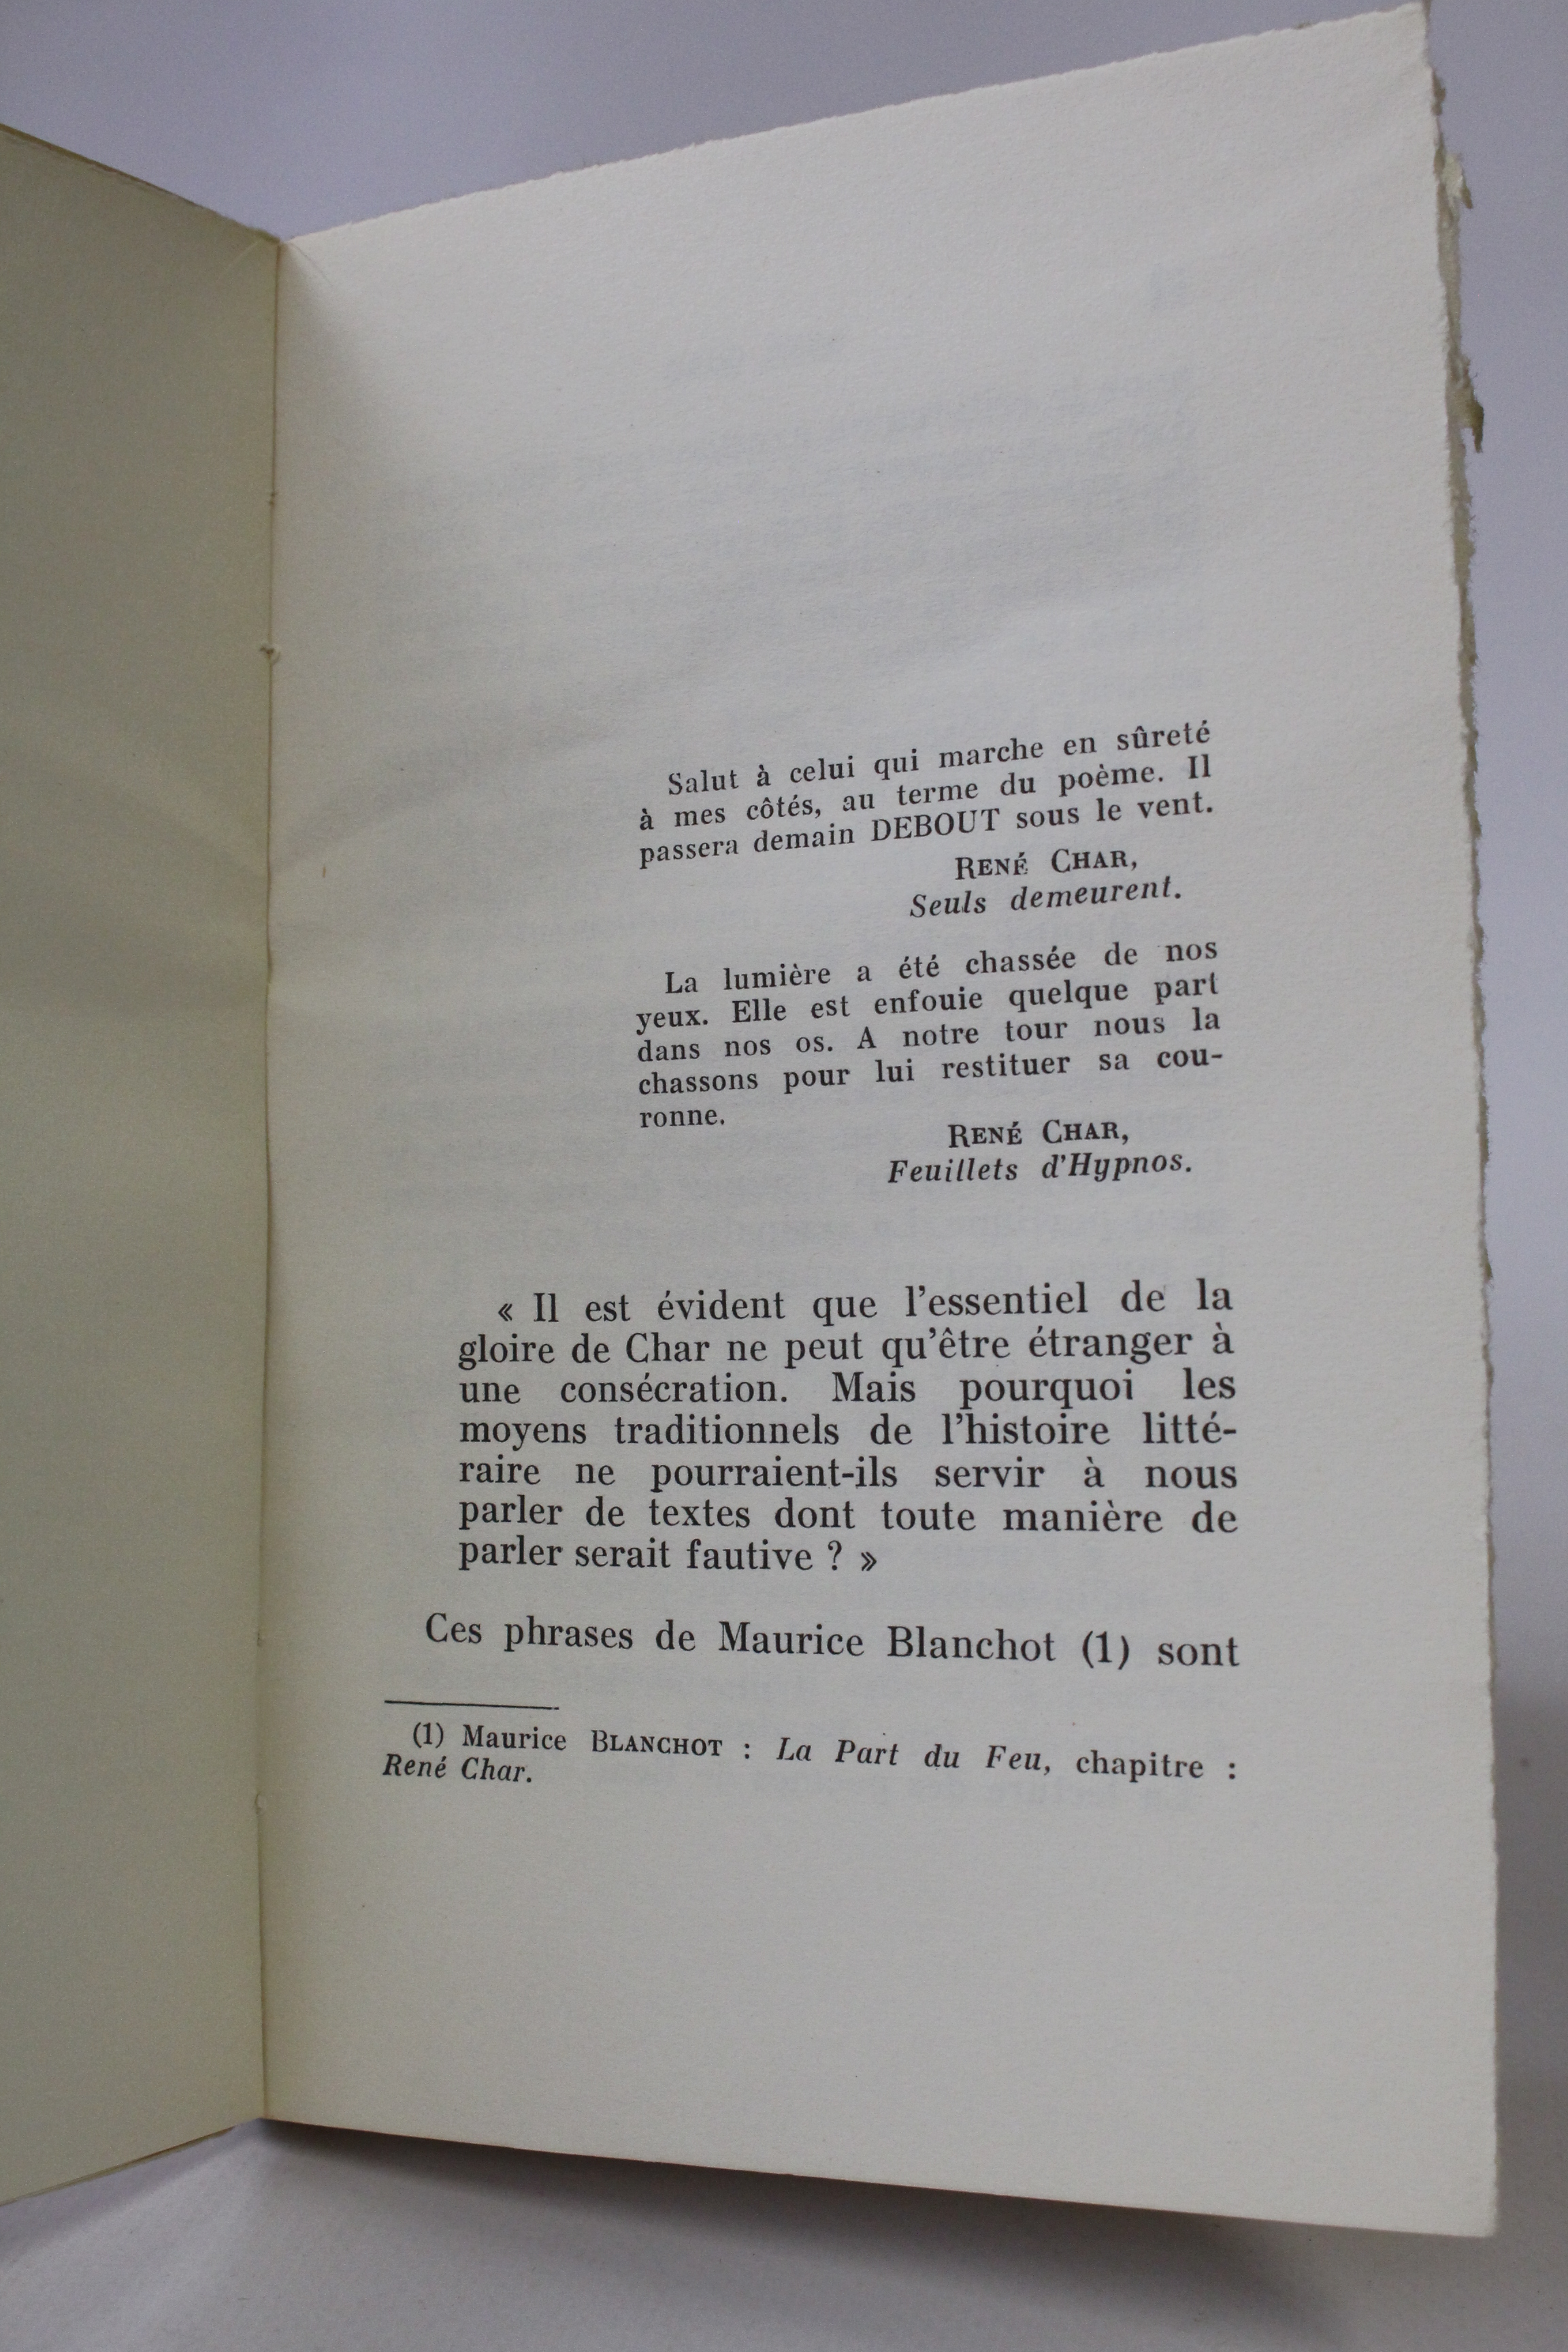 Salut à celui qui marche en sûreté
à mes côtés, au terme du poème. Il
passera demain DEBOUT sous le vent.
RENÉ CHAR,
Seuls demeurent.
La lumière a été chassée de nos
yeux. Elle est enfouie quelque part
dans nos os. A notre tour nous la
chassons pour lui restituer sa cou-
ronne.
RENÉ CHAR,
Feuillets d'Hypnos.
« Il est évident que l'essentiel de la
gloire de Char ne peut qu'être étranger à
une consécration. Mais pourquoi les
moyens traditionnels de l'histoire litté-
raire ne pourraient-ils servir à nous
parler de textes dont toute manière de
parler serait fautive ? »
Ces phrases de Maurice Blanchot (1) sont
(1) Maurice BLANCHOT : La Part du Feu, chapitre :
René Char.